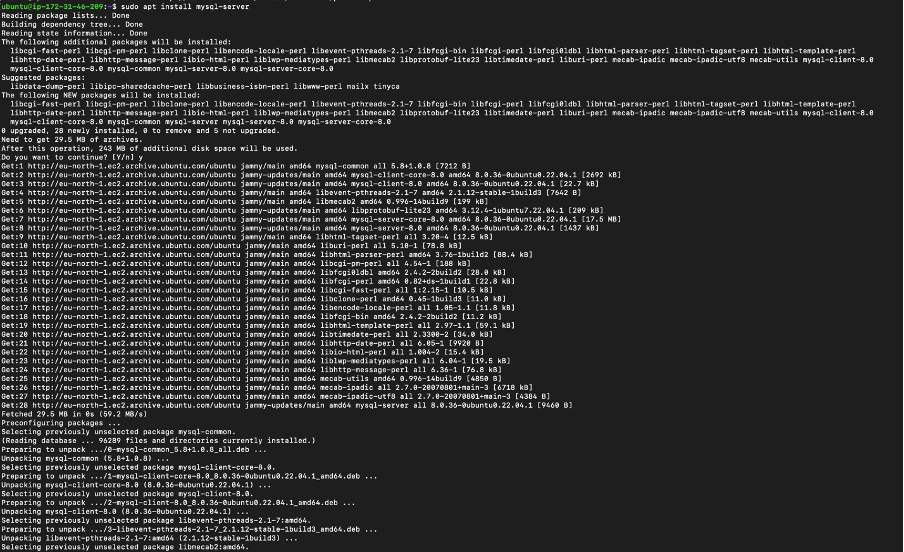 ubuntu@ip-172-31-46-209:~$ sudo apt install mysql-server
Reading package lists... Done
Building dependency tree... Done
Reading state information... Done
The following additional packages will be installed:
libcgi-fast-perl libcgi-pm-perl libclone-perl libencode-locale-perl libevent-pthreads-2.1-7 libfcgi-bin libfcgi-perl libfcgi0ldbl libhtml-parser-perl libhtml-tagset-perl libhtml-template-perl
libhttp-date-perl libhttp-message-perl libio-html-perl liblwp-mediatypes-perl libmecab2 libprotobuf-lite23 libtimedate-perl liburi-perl mecab-ipadic mecab-ipadic-utf8 mecab-utils mysql-client-8.0
mysql-client-core-8.0 mysql-common mysql-server-8.0 mysql-server-core-8.0
Suggested packages:
libdata-dump-perl libipc-sharedcache-perl libbusiness-isbn-perl libwww-perl mailx tinyca
The following NEW packages will be installed:
libcgi-fast-perl libcgi-pm-perl libclone-perl libencode-locale-perl libevent-pthreads-2.1-7 libfcgi-bin libfcgi-perl libfcgi0ldbl libhtml-parser-perl libhtml-tagset-perl libhtml-template-perl
libhttp-date-perl libhttp-message-perl libio-html-perl liblwp-mediatypes-perl libmecab2 libprotobuf-lite23 libtimedate-perl liburi-perl mecab-ipadic mecab-ipadic-utf8 mecab-utils mysql-client-8.0
mysql-client-core-8.0 mysql-common mysql-server mysql-server-8.0 mysql-server-core-8.0
0 upgraded, 28 newly installed, 0 to remove and 5 not upgraded.
Need to get 29.5 MB of archives.
After this operation, 243 MB of additional disk space will be used.
Do you want to continue? [Y/n] y
Get:1 http://eu-north-1.ec2.archive.ubuntu.com/ubuntu jammy/main amd64 mysql-common all 5.8+1.0.8 [7212 B]
Get:2 http://eu-north-1.ec2.archive.ubuntu.com/ubuntu jammy-updates/main amd64 mysql-client-core-8.0 amd64 8.0.36-0ubuntu0.22.04.1 [2692 kB]
Get:3 http://eu-north-1.ec2.archive.ubuntu.com/ubuntu jammy-updates/main amd64 mysql-client-8.0 amd64 8.0.36-0ubuntu0.22.04.1 [22.7 kB]
Get:4 http://eu-north-1.ec2.archive.ubuntu.com/ubuntu jammy/main amd64 libevent-pthreads-2.1-7 amd64 2.1.12-stable-1build3 [7642 B]
Get:5 http://eu-north-1.ec2.archive.ubuntu.com/ubuntu jammy/main amd64 libmecab2 amd64 0.996-14build9 [199 kB]
Get:6 http://eu-north-1.ec2.archive.ubuntu.com/ubuntu jammy-updates/main amd64 libprotobuf-lite23 amd64 3.12.4-1ubuntu7.22.04.1 [209 kB]
Get:7 http://eu-north-1.ec2.archive.ubuntu.com/ubuntu jammy-updates/main amd64 mysql-server-core-8.0 amd64 8.0.36-0ubuntu0.22.04.1 [17.5 MB]
Get:8 http://eu-north-1.ec2.archive.ubuntu.com/ubuntu jammy-updates/main amd64 mysql-server-8.0 amd64 8.0.36-0ubuntu0.22.04.1 [1437 kB]
Get:9 http://eu-north-1.ec2.archive.ubuntu.com/ubuntu jammy/main amd64 libhtml-tagset-perl all 3.20-4 [12.5 kB]
Get:10 http://eu-north-1.ec2.archive.ubuntu.com/ubuntu jammy/main amd64 liburi-perl all 5.10-1 [78.8 kB]
Get:11 http://eu-north-1.ec2.archive.ubuntu.com/ubuntu jammy/main amd64 libhtml-parser-perl amd64 3.76-1build2 [88.4 kB]
Get:12 http://eu-north-1.ec2.archive.ubuntu.com/ubuntu jammy/main amd64 libcgi-pm-perl all 4.54-1 [188 kB]
Get:13 http://eu-north-1.ec2.archive.ubuntu.com/ubuntu jammy/main amd64 libfcgi0ldbl amd64 2.4.2-2build2 [28.0 kB]
Get:14 http://eu-north-1.ec2.archive.ubuntu.com/ubuntu jammy/main amd64 libfcgi-perl amd64 0.82+ds-1build1 [22.8 kB]
Get:15 http://eu-north-1.ec2.archive.ubuntu.com/ubuntu jammy/main amd64 libcgi-fast-perl all 1:2.15-1 [10.5 kB]
Get:16 http://eu-north-1.ec2.archive.ubuntu.com/ubuntu jammy/main amd64 libclone-perl amd64 0.45-1build3 [11.0 kB]
Get:17 http://eu-north-1.ec2.archive.ubuntu.com/ubuntu jammy/main amd64 libencode-locale-perl all 1.05-1.1 [11.8 kB]
Get:18 http://eu-north-1.ec2.archive.ubuntu.com/ubuntu jammy/main amd64 libfcgi-bin amd64 2.4.2-2build2 [11.2 kB]
Get:19 http://eu-north-1.ec2.archive.ubuntu.com/ubuntu jammy/main amd64 libhtml-template-perl all 2.97-1.1 [59.1 kB]
Get:20 http://eu-north-1.ec2.archive.ubuntu.com/ubuntu jammy/main amd64 libtimedate-perl all 2.3300-2 [34.0 kB]
Get:21 http://eu-north-1.ec2.archive.ubuntu.com/ubuntu jammy/main amd64 libhttp-date-perl all 6.05-1 [9920 B]
Get:22 http://eu-north-1.ec2.archive.ubuntu.com/ubuntu jammy/main amd64 libio-html-perl all 1.004-2 [15.4 kB]
Get:23 http://eu-north-1.ec2.archive.ubuntu.com/ubuntu jammy/main amd64 liblwp-mediatypes-perl all 6.04-1 [19.5 kB]
Get:24 http://eu-north-1.ec2.archive.ubuntu.com/ubuntu jammy/main amd64 libhttp-message-perl all 6.36-1 [76.8 kB]
Get:25 http://eu-north-1.ec2.archive.ubuntu.com/ubuntu jammy/main amd64 mecab-utils amd64 0.996-14build9 [4850 B]
Get:26 http://eu-north-1.ec2.archive.ubuntu.com/ubuntu jammy/main amd64 mecab-ipadic all 2.7.0-20070801+main-3 [6718 kB]
Get:27 http://eu-north-1.ec2.archive.ubuntu.com/ubuntu jammy/main amd64 mecab-ipadic-utf8 all 2.7.0-20070801+main-3 [4384 B]
Get:28 http://eu-north-1.ec2.archive.ubuntu.com/ubuntu jammy-updates/main amd64 mysql-server all 8.0.36-0ubuntu0.22.04.1 [9460 B]
Fetched 29.5 MB in 0s (59.2 MB/s)
Preconfiguring packages ...
Selecting previously unselected package mysql-common.
(Reading database ... 96289 files and directories currently installed.)
Preparing to unpack .../0-mysql-common_5.8+1.0.8_all.deb ...
Unpacking mysql-common (5.8+1.0.8) ...
Selecting previously unselected package mysql-client-core-8.0.
Preparing to unpack .../1-mysql-client-core-8.0_8.0.36-0ubuntu0.22.04.1_amd64.deb ...
Unpacking mysql-client-core-8.0 (8.0.36-0ubuntu0.22.04.1) ...
Selecting previously unselected package mysql-client-8.0.
Preparing to unpack .../2-mysql-client-8.0_8.0.36-0ubuntu0.22.04.1_amd64.deb ...
Unpacking mysql-client-8.0 (8.0.36-0ubuntu0.22.04.1) ...
Selecting previously unselected package libevent-pthreads-2.1-7:amd64.
Preparing to unpack .../3-libevent-pthreads-2.1-7_2.1.12-stable-1build3_amd64.deb ...
Unpacking libevent-pthreads-2.1-7:amd64 (2.1.12-stable-1build3) ...
Selecting previously unselected package libmecab2:amd64.